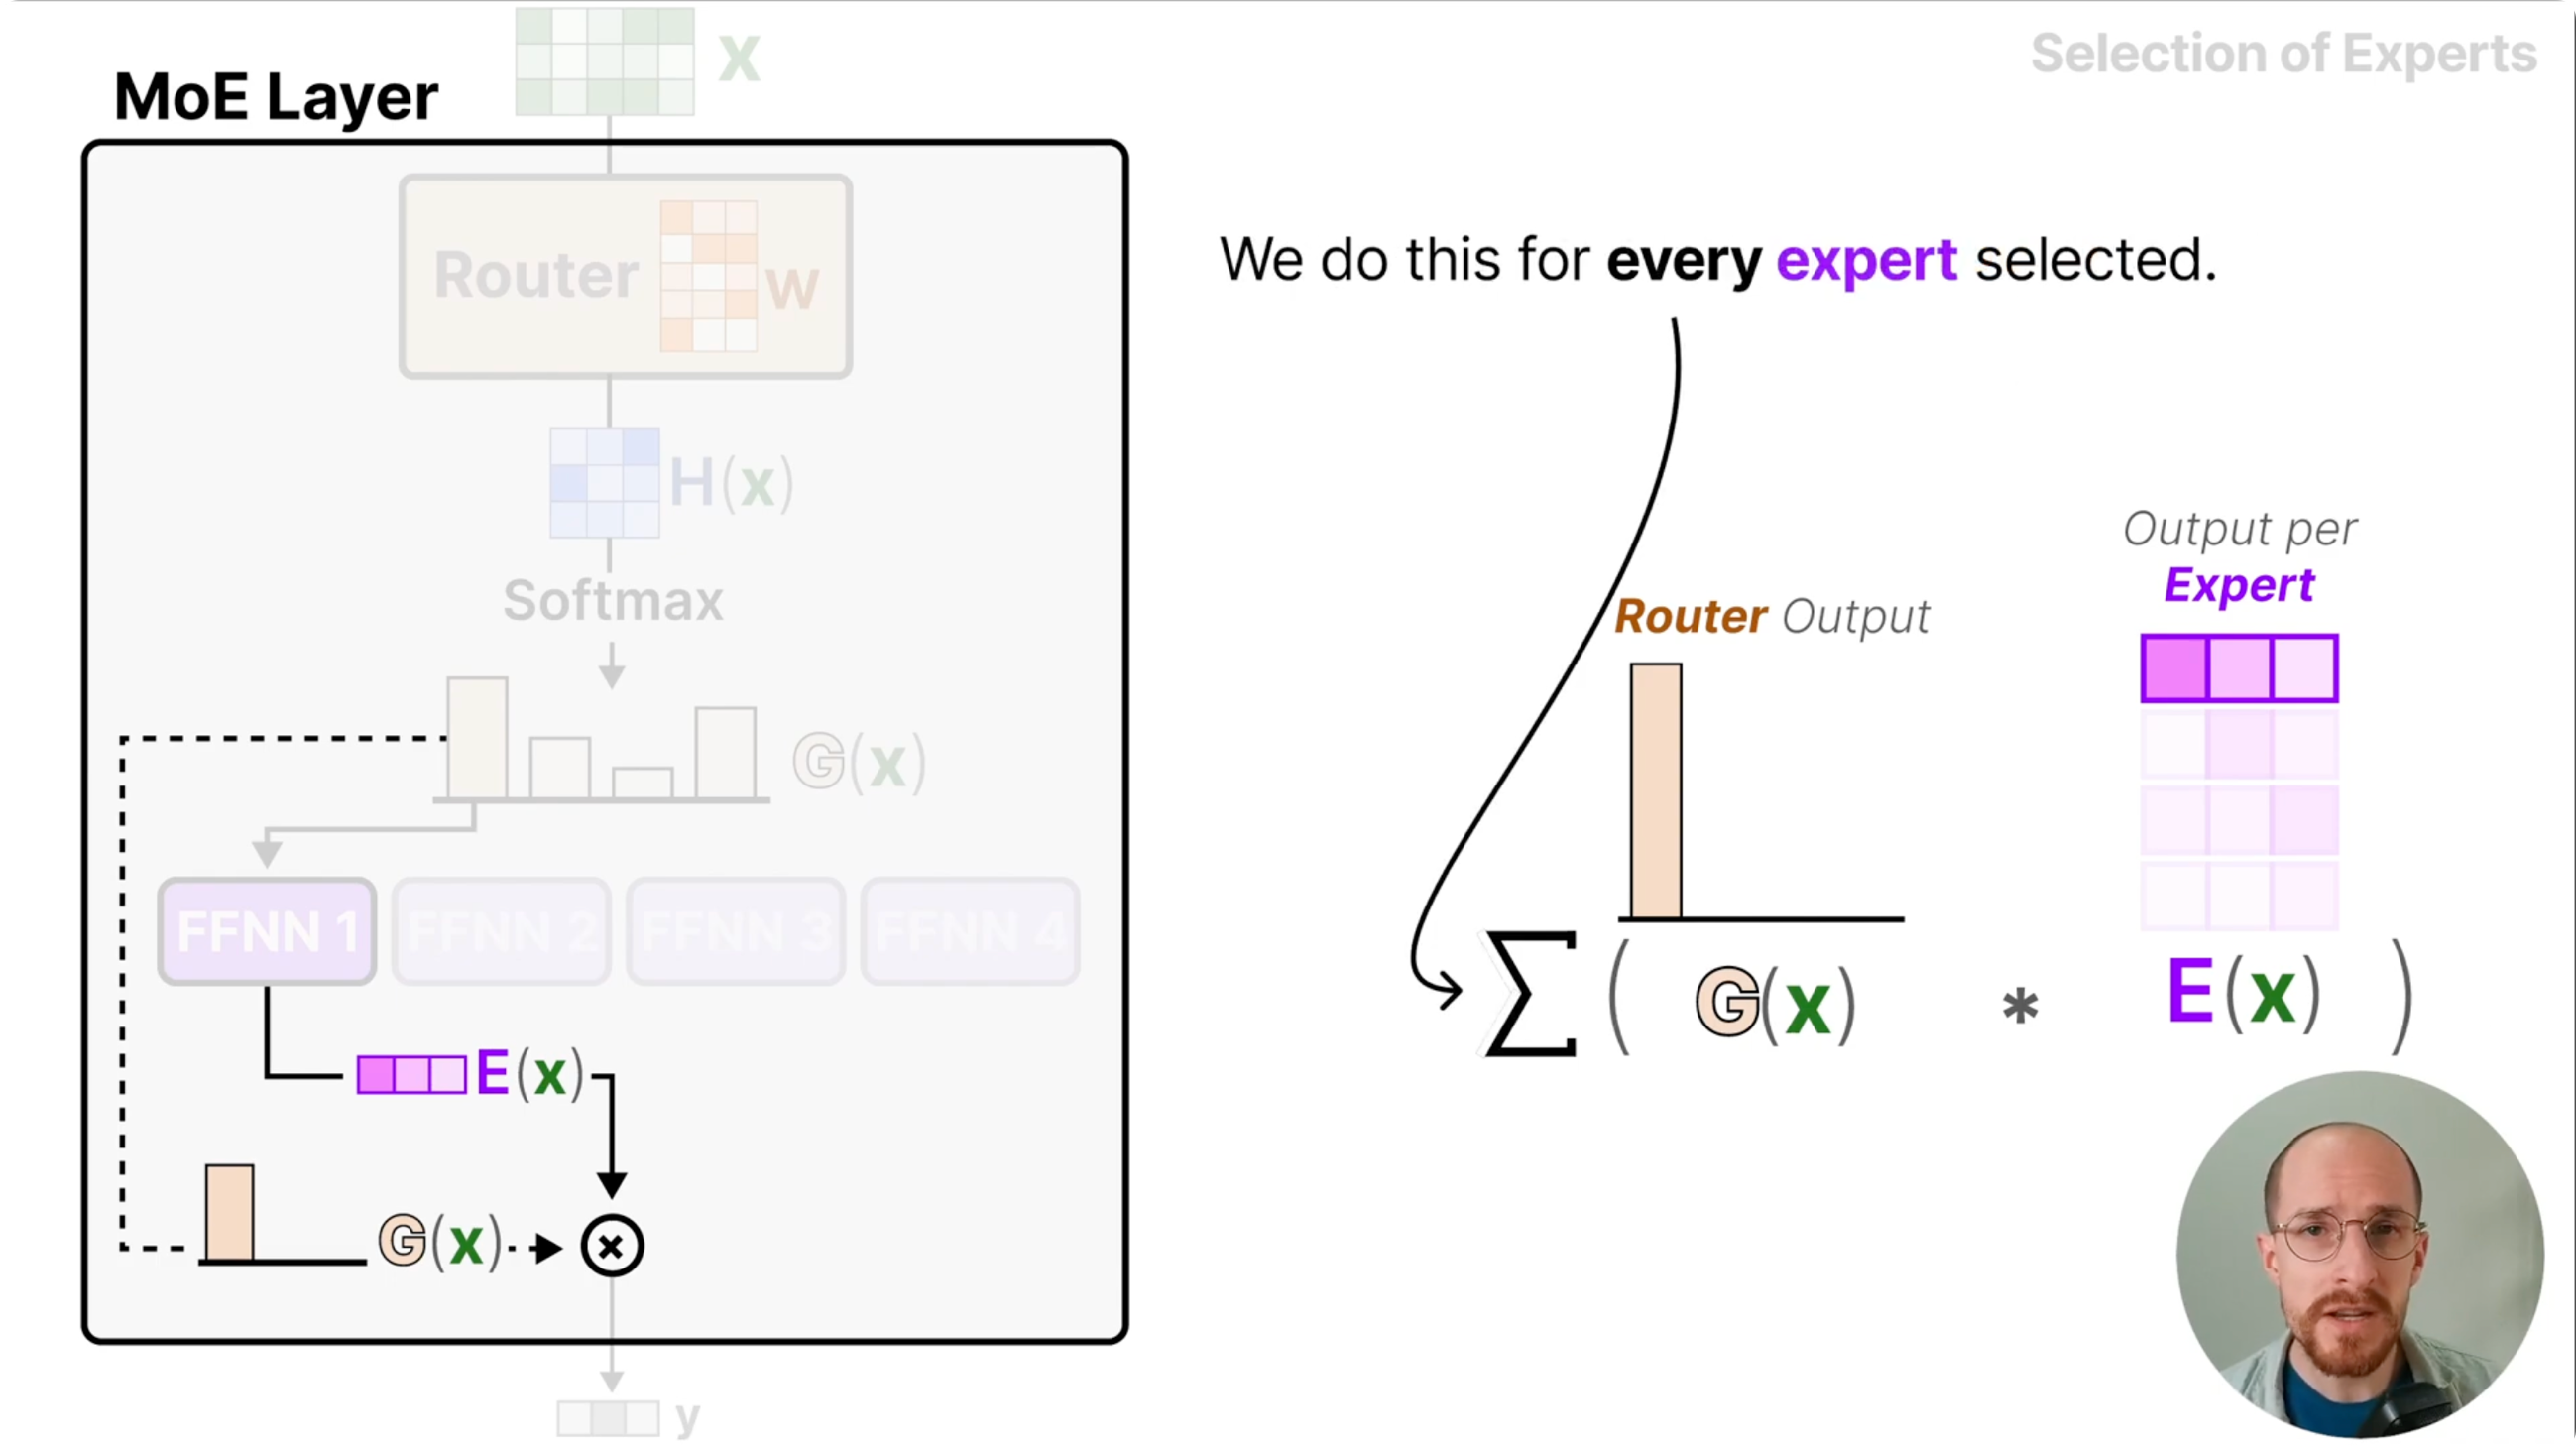 Selection of Experts
X
MoE Layer
Router
W
H(x)
Softmax
G(x)
FFNN 1
FFNN 2
FFNN 3
FFNN 4
E(x)
G(x)
×
y
We do this for every expert selected.
Output per
Expert
Router Output
∑ ( G(x) * E(x) )